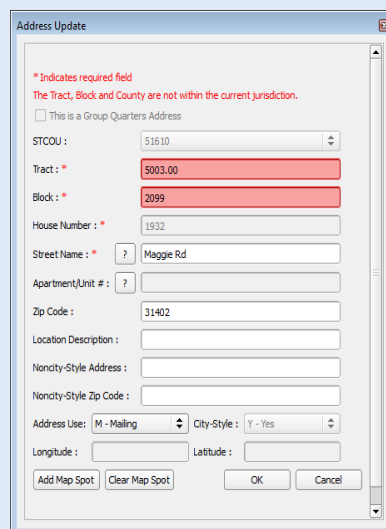 Address Update
* Indicates required field
The Tract, Block and County are not within the current jurisdiction.
This is a Group Quarters Address
STCOU : 51610
Tract : * 5003.00
Block : * 2099
House Number : * 1932
Street Name : * ? Maggie Rd
Apartment/Unit # : ?
Zip Code : 31402
Location Description :
Noncity-Style Address :
Noncity-Style Zip Code :
Address Use: M - Mailing City-Style : Y - Yes
Longitude : Latitude :
Add Map Spot Clear Map Spot OK Cancel